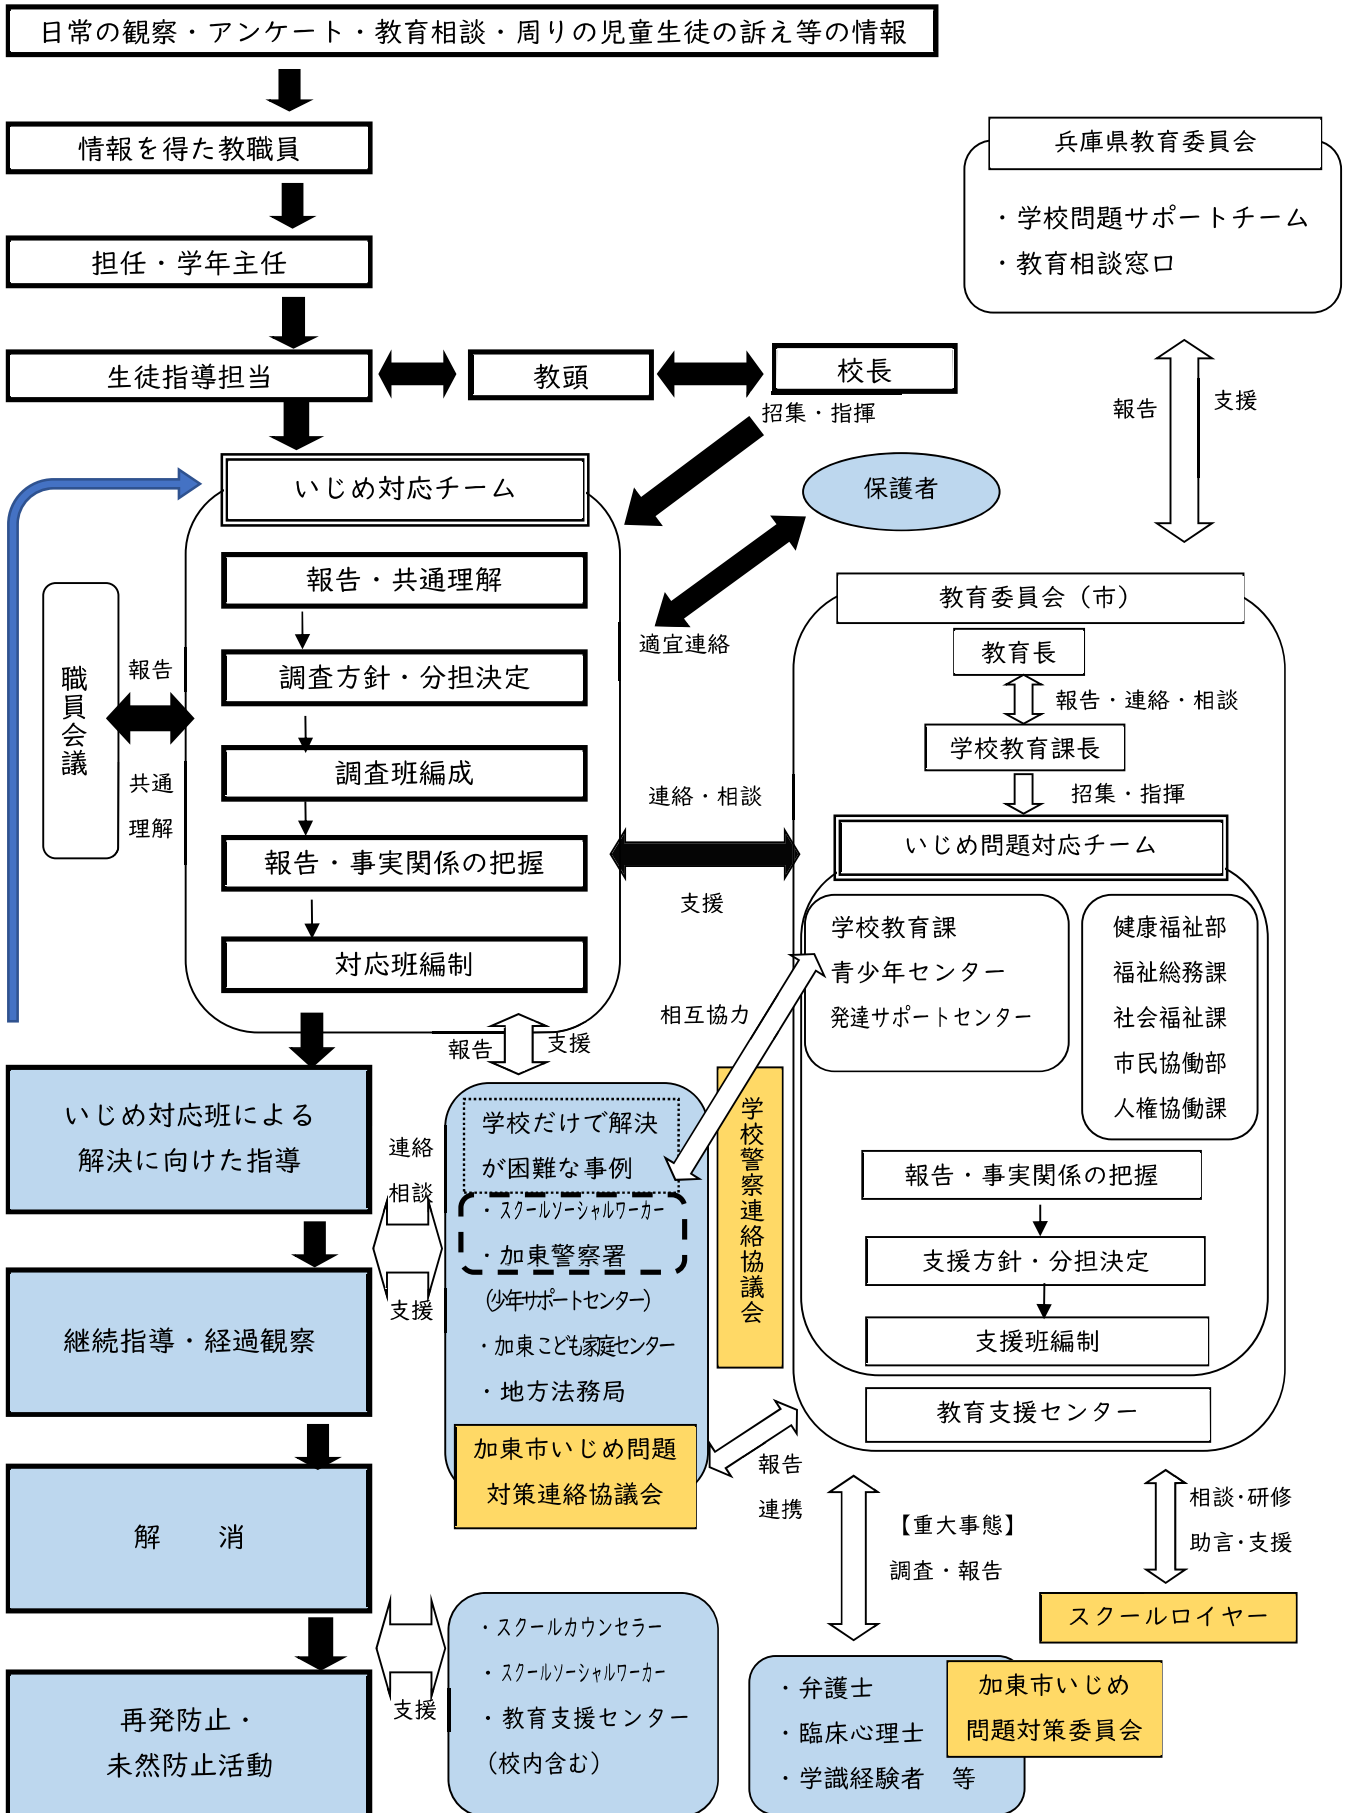 日常の観察・アンケート・教育相談・周りの児童生徒の訴え等の情報
情報を得た教職員
担任・学年主任
生徒指導担当
教頭
校長
招集・指揮
兵庫県教育委員会
・学校問題サポートチーム
・教育相談窓口
報告
支援
いじめ対応チーム
報告・共通理解
調査方針・分担決定
調査班編成
報告・事実関係の把握
対応班編制
職員会議
報告
共通
理解
保護者
適宜連絡
連絡・相談
支援
教育委員会（市）
教育長
報告・連絡・相談
学校教育課長
招集・指揮
いじめ問題対応チーム
学校教育課
青少年センター
発達サポートセンター
健康福祉部
福祉総務課
社会福祉課
市民協働部
人権協働課
報告・事実関係の把握
支援方針・分担決定
支援班編制
教育支援センター
相互協力
報告
支援
いじめ対応班による
解決に向けた指導
連絡
相談
支援
学校だけで解決
が困難な事例
・スクールソーシャルワーカー
・加東警察署
（少年サポートセンター）
・加東こども家庭センター
・地方法務局
加東市いじめ問題
対策連絡協議会
学校警察連絡協議会
報告
連携
継続指導・経過観察
解　　消
再発防止・
未然防止活動
支援
・スクールカウンセラー
・スクールソーシャルワーカー
・教育支援センター
（校内含む）
【重大事態】
調査・報告
相談・研修
助言・支援
スクールロイヤー
・弁護士
・臨床心理士
・学識経験者　等
加東市いじめ
問題対策委員会